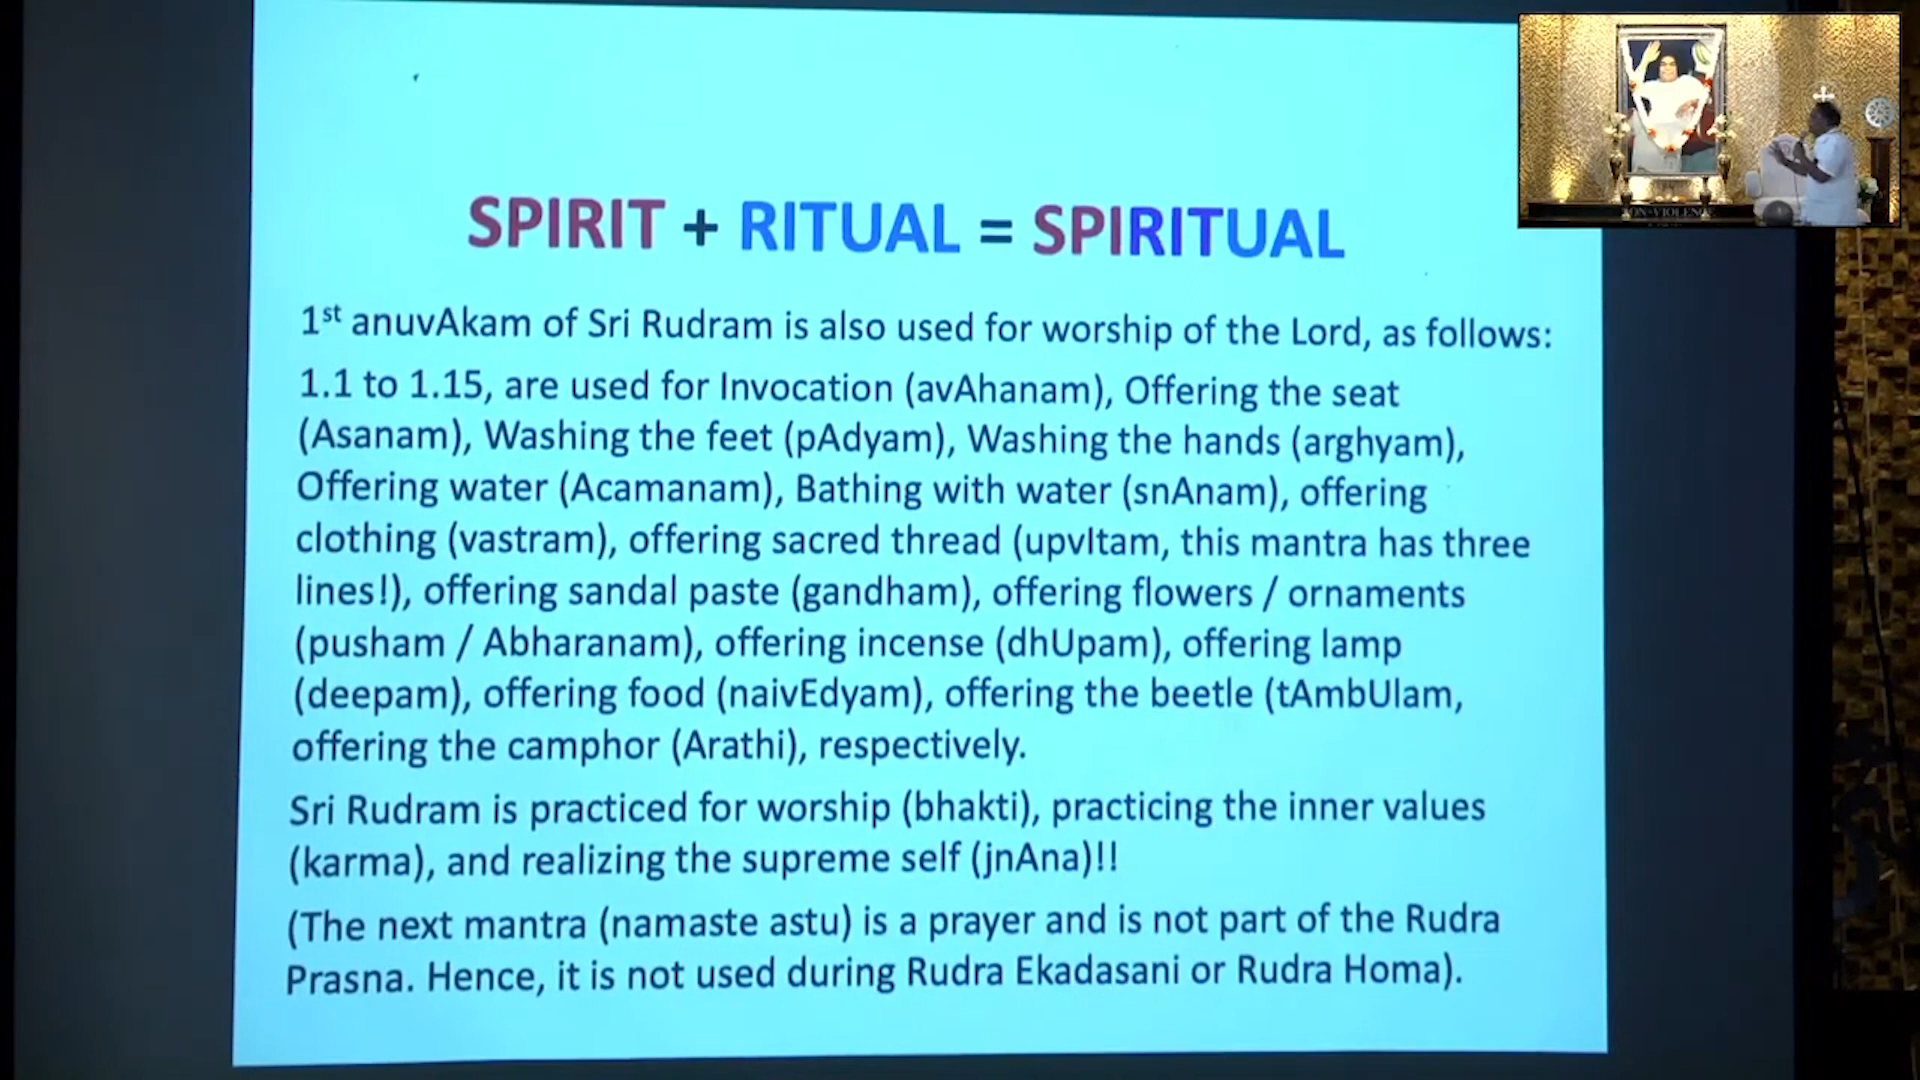 SPIRIT + RITUAL = SPIRITUAL
1st anuvAkam of Sri Rudram is also used for worship of the Lord, as follows:
1.1 to 1.15, are used for Invocation (avAhanam), Offering the seat
(Asanam), Washing the feet (pAdyam), Washing the hands (arghyam),
Offering water (Acamanam), Bathing with water (snAnam), offering
clothing (vastram), offering sacred thread (upvItam, this mantra has three
lines!), offering sandal paste (gandham), offering flowers / ornaments
(pusham / Abharanam), offering incense (dhUpam), offering lamp
(deepam), offering food (naivEdyam), offering the beetle (tAmbUlam,
offering the camphor (Arathi), respectively.
Sri Rudram is practiced for worship (bhakti), practicing the inner values
(karma), and realizing the supreme self (jnAna)!!
(The next mantra (namaste astu) is a prayer and is not part of the Rudra
Prasna. Hence, it is not used during Rudra Ekadasani or Rudra Homa).
NON-VIOLENCE